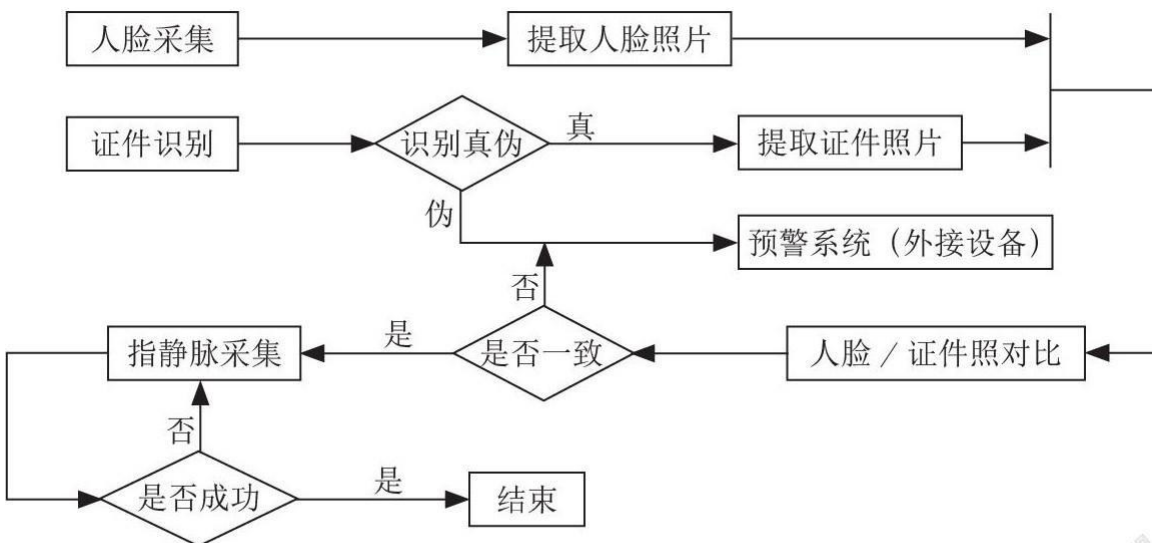 人脸采集
提取人脸照片
证件识别
识别真伪
真
提取证件照片
伪
预警系统（外接设备）
否
指静脉采集
是
是否一致
人脸／证件照对比
否
是否成功
是
结束